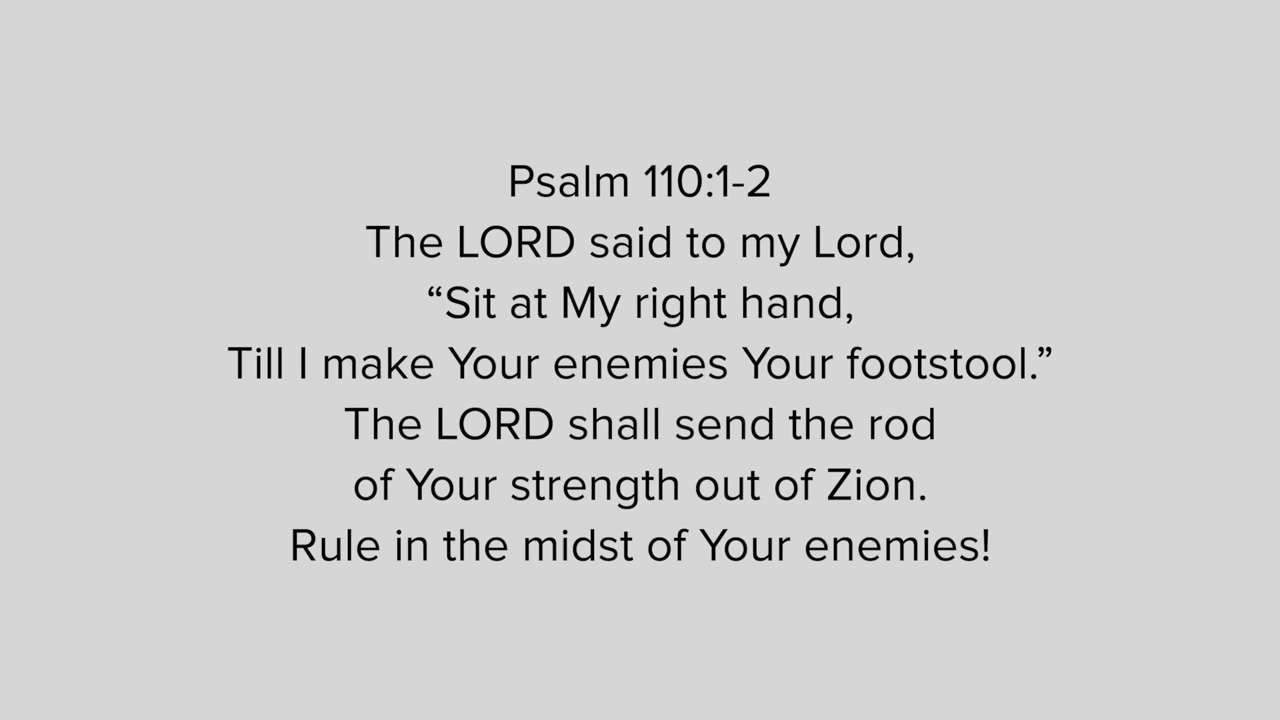 Psalm 110:1-2
The LORD said to my Lord,
“Sit at My right hand,
Till I make Your enemies Your footstool.”
The LORD shall send the rod
of Your strength out of Zion.
Rule in the midst of Your enemies!